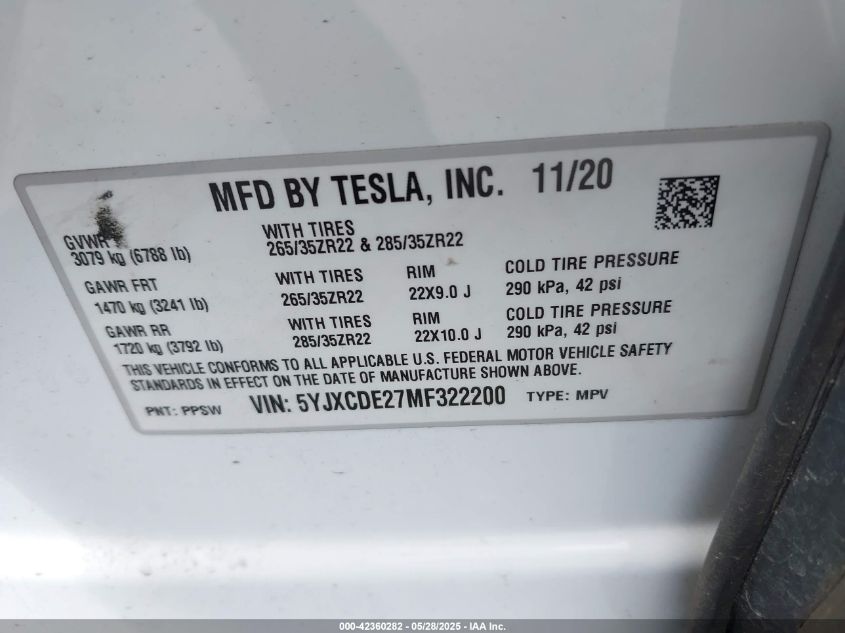 MFD BY TESLA, INC. 11/20
GVWR
3079 kg (6788 lb)
WITH TIRES
265/35ZR22 & 285/35ZR22
GAWR FRT
1470 kg (3241 lb)
WITH TIRES
265/35ZR22
RIM
22X9.0 J
COLD TIRE PRESSURE
290 kPa, 42 psi
GAWR RR
1720 kg (3792 lb)
WITH TIRES
285/35ZR22
RIM
22X10.0 J
COLD TIRE PRESSURE
290 kPa, 42 psi
THIS VEHICLE CONFORMS TO ALL APPLICABLE U.S. FEDERAL MOTOR VEHICLE SAFETY
STANDARDS IN EFFECT ON THE DATE OF MANUFACTURE SHOWN ABOVE.
PNT: PPSW VIN: 5YJXCDE27MF322200 TYPE: MPV
000-42360282 - 05/28/2025 - IAA Inc.